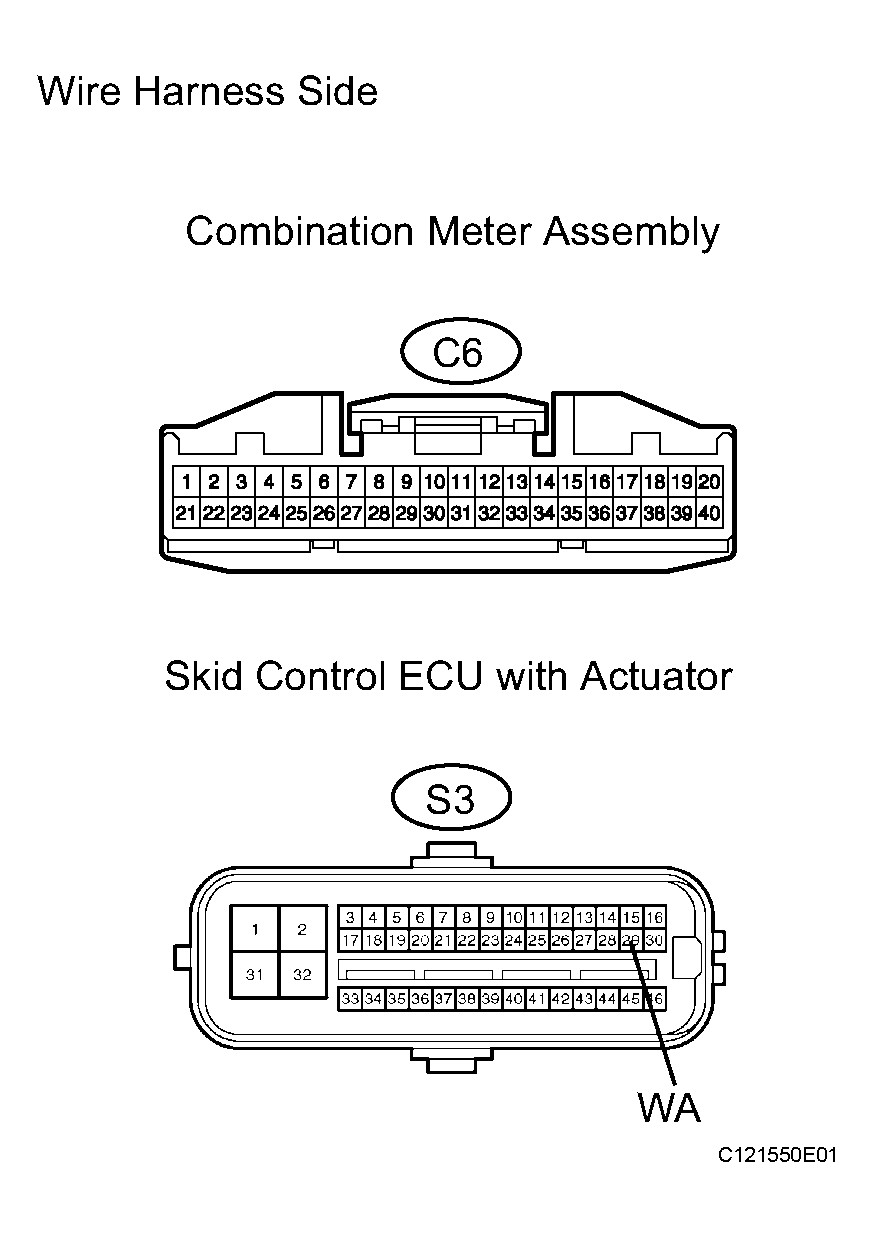 Wire Harness Side
Combination Meter Assembly
C6
1 2 3 4 5 6 7 8 9 10 11 12 13 14 15 16 17 18 19 20
21 22 23 24 25 26 27 28 29 30 31 32 33 34 35 36 37 38 39 40
Skid Control ECU with Actuator
S3
1 2 3 4 5 6 7 8 9 10 11 12 13 14 15 16
17 18 19 20 21 22 23 24 25 26 27 28 29 30
31 32
33 34 35 36 37 38 39 40 41 42 43 44 45 46
WA
C121550E01